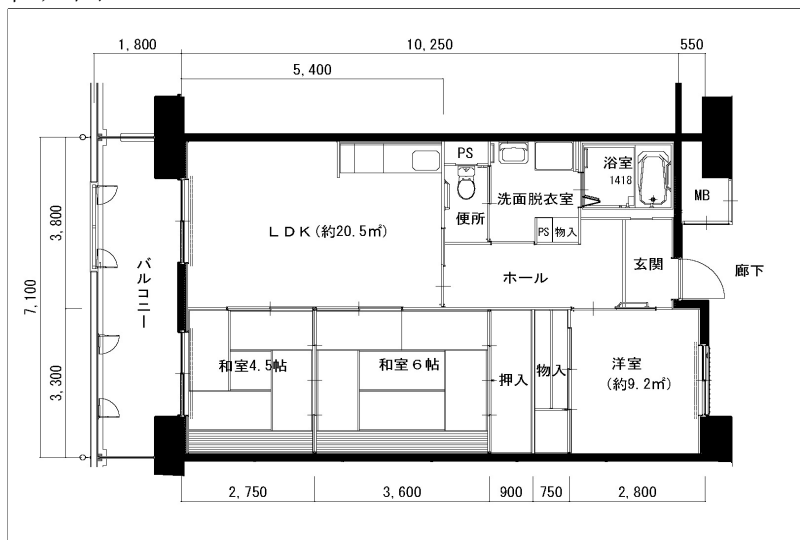 1,800
10,250
550
5,400
PS
浴室
1418
洗面脱衣室
便所
MB
LDK(約20.5㎡)
PS
物入
3,800
7,100
3,300
バルコニー
ホール
玄関
廊下
和室4.5帖
和室6帖
押入
物入
洋室
(約9.2㎡)
2,750
3,600
900
750
2,800